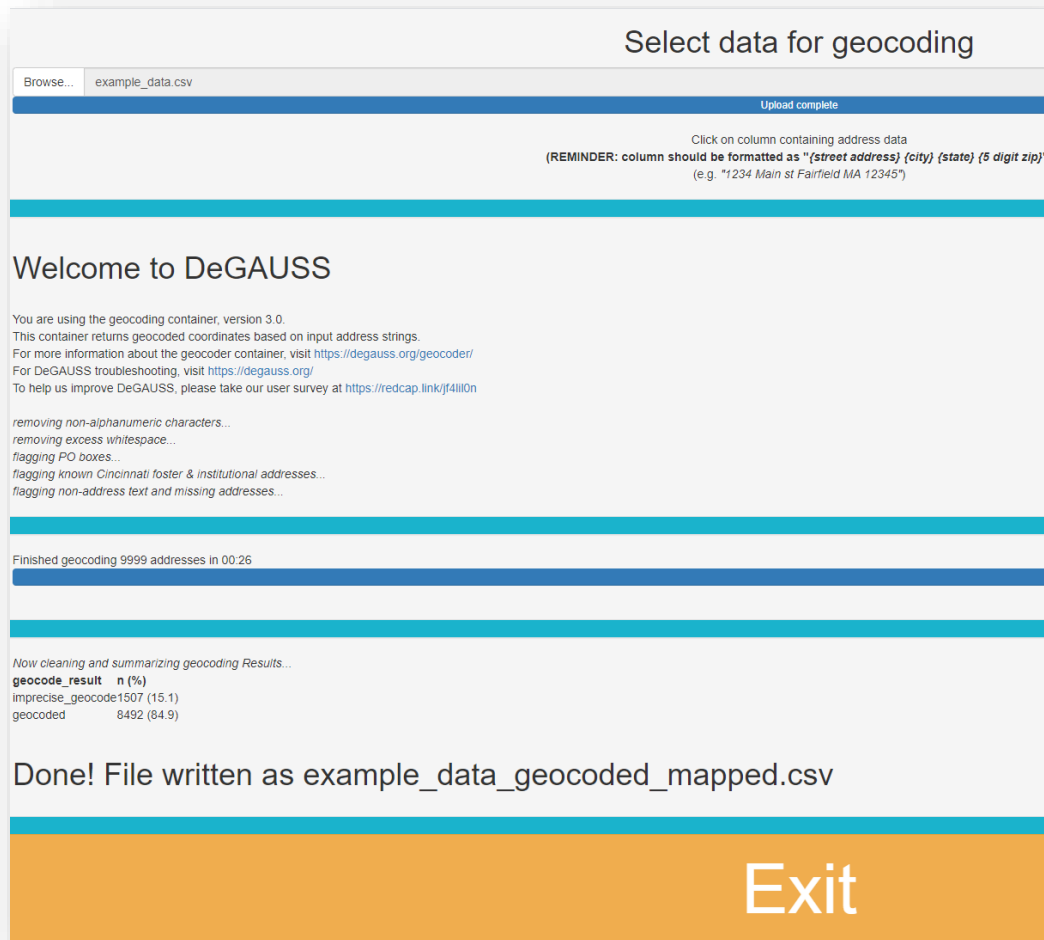 Select data for geocoding
Browse... example_data.csv
Upload complete
Click on column containing address data
(REMINDER: column should be formatted as "{street address} {city} {state} {5 digit zip}"
(e.g. "1234 Main st Fairfield MA 12345")
Welcome to DeGAUSS
You are using the geocoding container, version 3.0.
This container returns geocoded coordinates based on input address strings.
For more information about the geocoder container, visit https://degauss.org/geocoder/
For DeGAUSS troubleshooting, visit https://degauss.org/
To help us improve DeGAUSS, please take our user survey at https://redcap.link/jf4lil0n
removing non-alphanumeric characters...
removing excess whitespace...
flagging PO boxes...
flagging known Cincinnati foster & institutional addresses...
flagging non-address text and missing addresses...
Finished geocoding 9999 addresses in 00:26
Now cleaning and summarizing geocoding Results...
geocode_result n (%)
imprecise_geocode1507 (15.1)
geocoded 8492 (84.9)
Done! File written as example_data_geocoded_mapped.csv
Exit